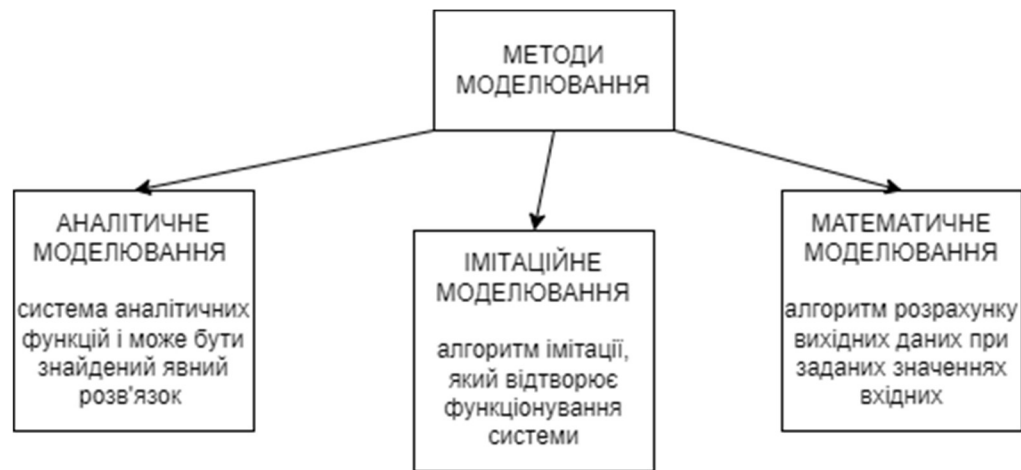 МЕТОДИ
МОДЕЛЮВАННЯ
АНАЛІТИЧНЕ
МОДЕЛЮВАННЯ
система аналітичних
функцій і може бути
знайдений явний
розв'язок
ІМІТАЦІЙНЕ
МОДЕЛЮВАННЯ
алгоритм імітації,
який відтворює
функціонування
системи
МАТЕМАТИЧНЕ
МОДЕЛЮВАННЯ
алгоритм розрахунку
вихідних даних при
заданих значеннях
вхідних